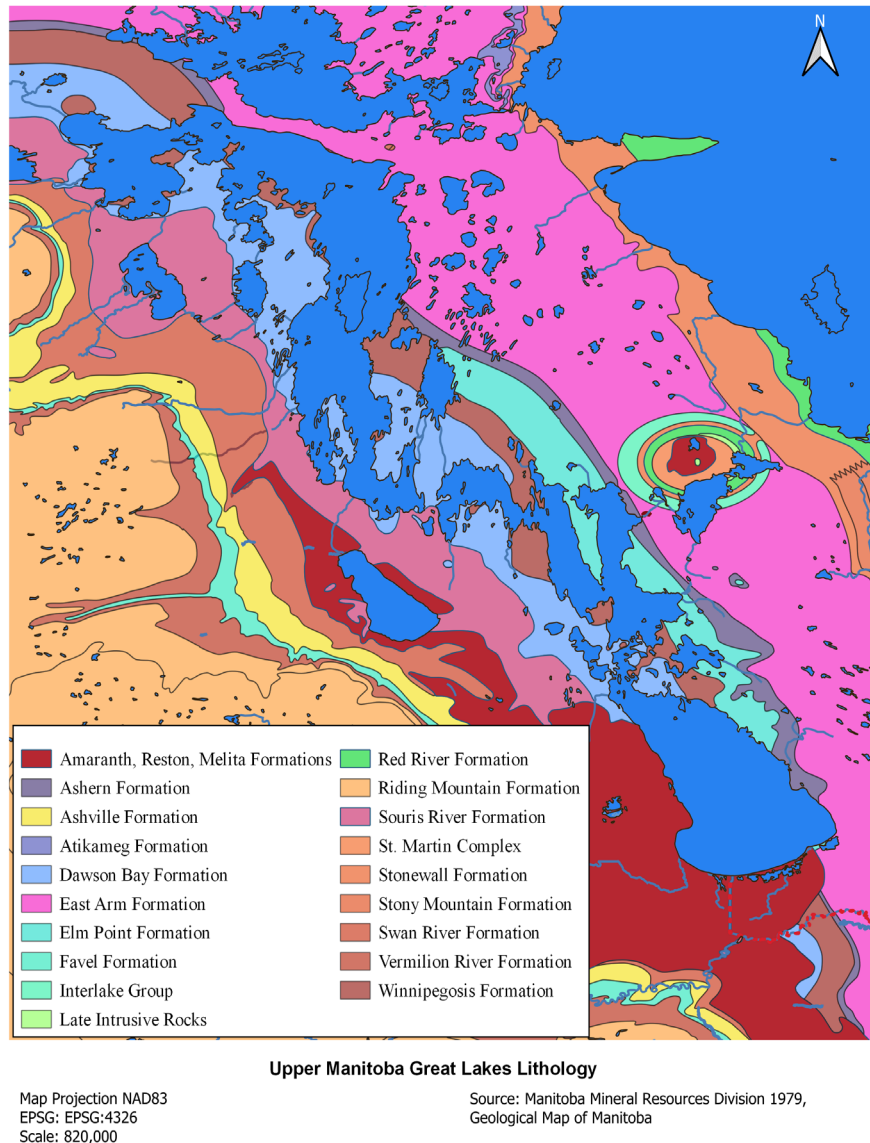 N
Amaranth, Reston, Melita Formations
Ashern Formation
Ashville Formation
Atikameg Formation
Dawson Bay Formation
East Arm Formation
Elm Point Formation
Favel Formation
Interlake Group
Late Intrusive Rocks
Red River Formation
Riding Mountain Formation
Souris River Formation
St. Martin Complex
Stonewall Formation
Stony Mountain Formation
Swan River Formation
Vermilion River Formation
Winnipegosis Formation
Upper Manitoba Great Lakes Lithology
Map Projection NAD83
EPSG: EPSG:4326
Scale: 820,000
Source: Manitoba Mineral Resources Division 1979,
Geological Map of Manitoba